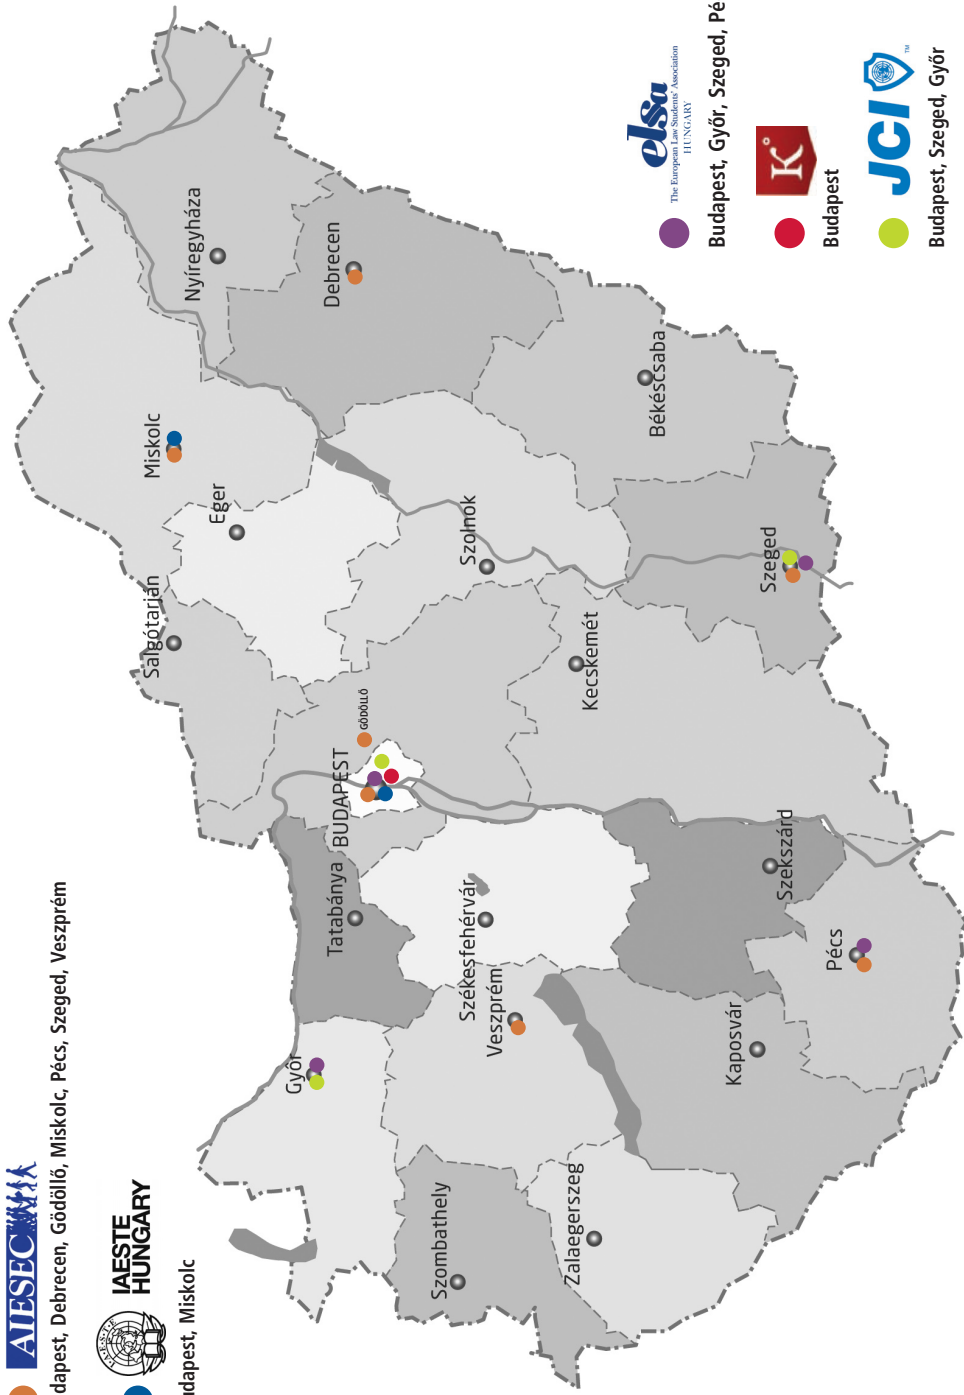 AIESEC
dapest, Debrecen, Gödöllő, Miskolc, Pécs, Szeged, Veszprém
I.A.E.S.T.E
IAESTE
HUNGARY
dapest, Miskolc
Salgótarján
Miskolc
Nyíregyháza
Eger
Debrecen
Győr
Tatabánya
BUDAPEST
GÖDÖLLŐ
Szombathely
Veszprém
Székesfehérvár
Szolnok
Zalaegerszeg
Kecskemét
Békéscsaba
Kaposvár
Szekszárd
Szeged
Pécs
elsa
The European Law Students' Association
HUNGARY
Budapest, Győr, Szeged, Pé
K°
Budapest
JCI
TM
Budapest, Szeged, Győr